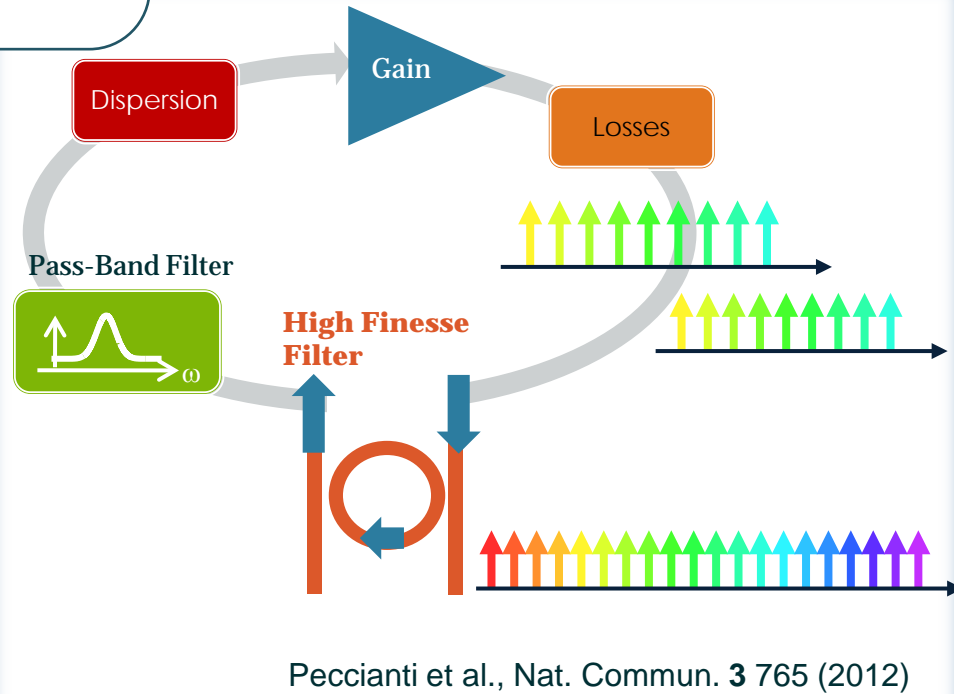 Gain
Dispersion
Losses
Pass-Band Filter
ω
High Finesse
Filter
Peccianti et al., Nat. Commun. 3 765 (2012)